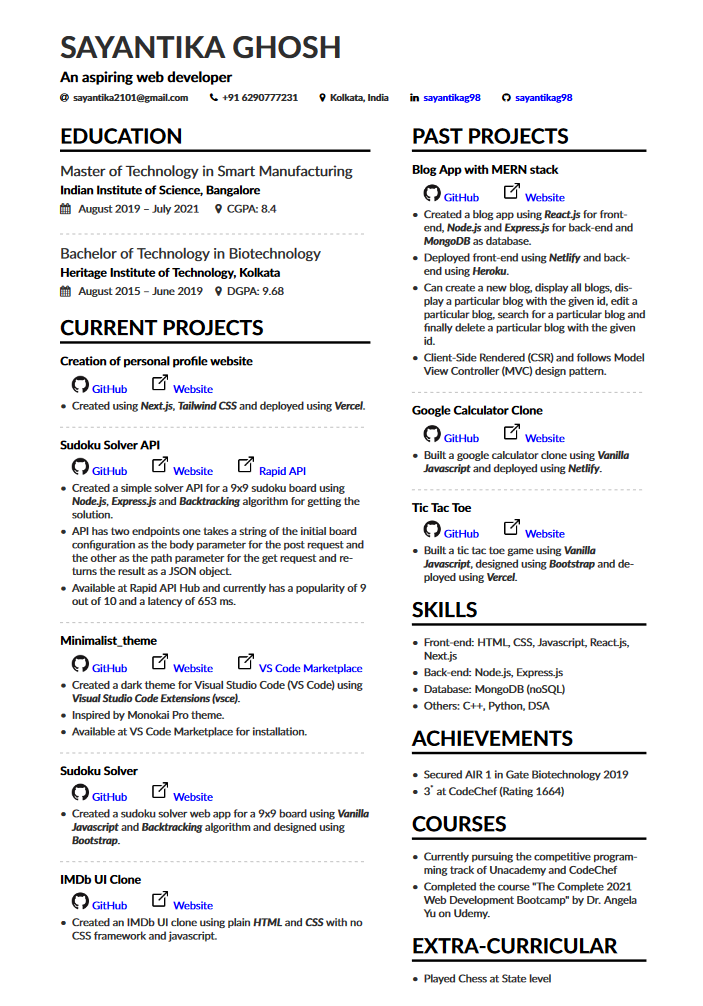 SAYANTIKA GHOSH
An aspiring web developer
sayantika2101@gmail.com +91 6290777231 Kolkata, India sayantikag98 sayantikag98
EDUCATION
Master of Technology in Smart Manufacturing
Indian Institute of Science, Bangalore
August 2019 – July 2021 CGPA: 8.4
Bachelor of Technology in Biotechnology
Heritage Institute of Technology, Kolkata
August 2015 – June 2019 DGPA: 9.68
CURRENT PROJECTS
Creation of personal profile website
GitHub Website
• Created using Next.js, Tailwind CSS and deployed using Vercel.
Sudoku Solver API
GitHub Website Rapid API
• Created a simple solver API for a 9x9 sudoku board using
Node.js, Express.js and Backtracking algorithm for getting the
solution.
• API has two endpoints one takes a string of the initial board
configuration as the body parameter for the post request and
the other as the path parameter for the get request and re-
turns the result as a JSON object.
• Available at Rapid API Hub and currently has a popularity of 9
out of 10 and a latency of 653 ms.
Minimalist_theme
GitHub Website VS Code Marketplace
• Created a dark theme for Visual Studio Code (VS Code) using
Visual Studio Code Extensions (vsce).
• Inspired by Monokai Pro theme.
• Available at VS Code Marketplace for installation.
Sudoku Solver
GitHub Website
• Created a sudoku solver web app for a 9x9 board using Vanilla
Javascript and Backtracking algorithm and designed using
Bootstrap.
IMDb UI Clone
GitHub Website
• Created an IMDb UI clone using plain HTML and CSS with no
CSS framework and javascript.
PAST PROJECTS
Blog App with MERN stack
GitHub Website
• Created a blog app using React.js for front-
end, Node.js and Express.js for back-end and
MongoDB as database.
• Deployed front-end using Netlify and back-
end using Heroku.
• Can create a new blog, display all blogs, dis-
play a particular blog with the given id, edit a
particular blog, search for a particular blog and
finally delete a particular blog with the given
id.
• Client-Side Rendered (CSR) and follows Model
View Controller (MVC) design pattern.
Google Calculator Clone
GitHub Website
• Built a google calculator clone using Vanilla
Javascript and deployed using Netlify.
Tic Tac Toe
GitHub Website
• Built a tic tac toe game using Vanilla
Javascript, designed using Bootstrap and de-
ployed using Vercel.
SKILLS
• Front-end: HTML, CSS, Javascript, React.js,
Next.js
• Back-end: Node.js, Express.js
• Database: MongoDB (noSQL)
• Others: C++, Python, DSA
ACHIEVEMENTS
• Secured AIR 1 in Gate Biotechnology 2019
• 3* at CodeChef (Rating 1664)
COURSES
• Currently pursuing the competitive program-
ming track of Unacademy and CodeChef
• Completed the course "The Complete 2021
Web Development Bootcamp" by Dr. Angela
Yu on Udemy.
EXTRA-CURRICULAR
• Played Chess at State level